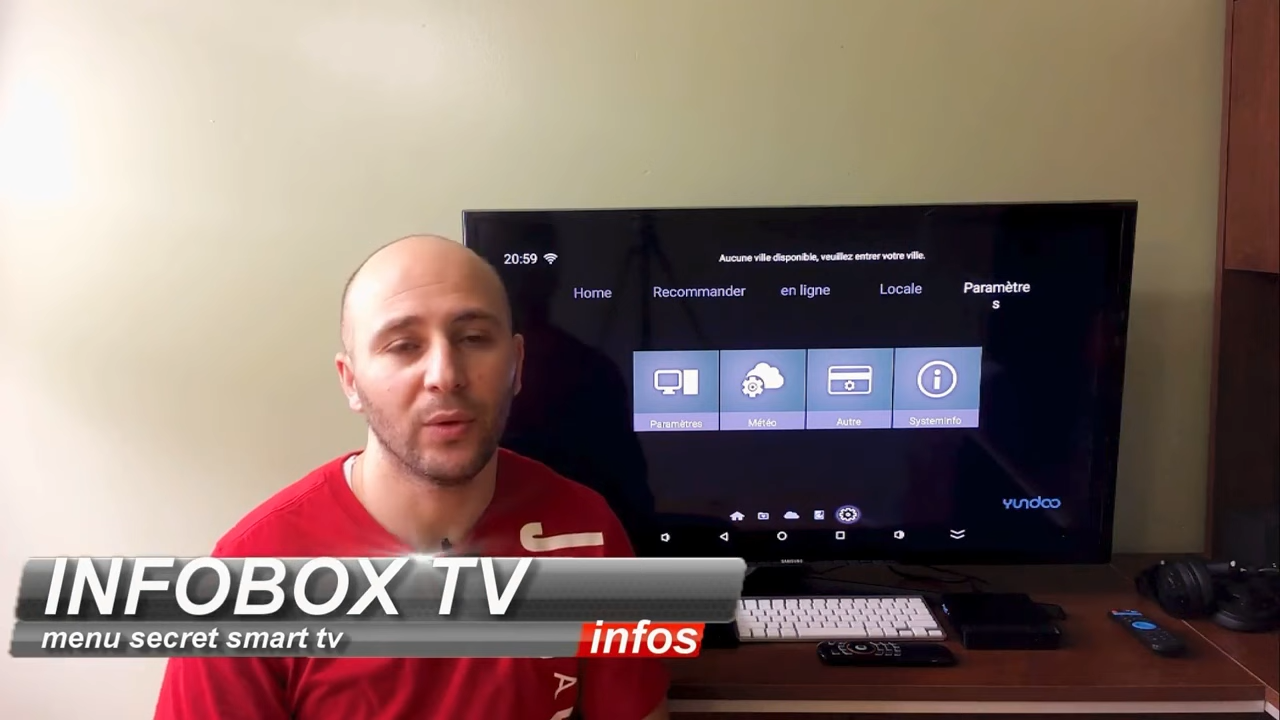 20:59
Aucune ville disponible, veuillez entrer votre ville.
Home Recommander en ligne Locale Paramètre
s
Paramètres Météo Autre SystemInfo
YUNDOO
SAMSUNG
J
A
INFOBOX TV
menu secret smart tv
infos